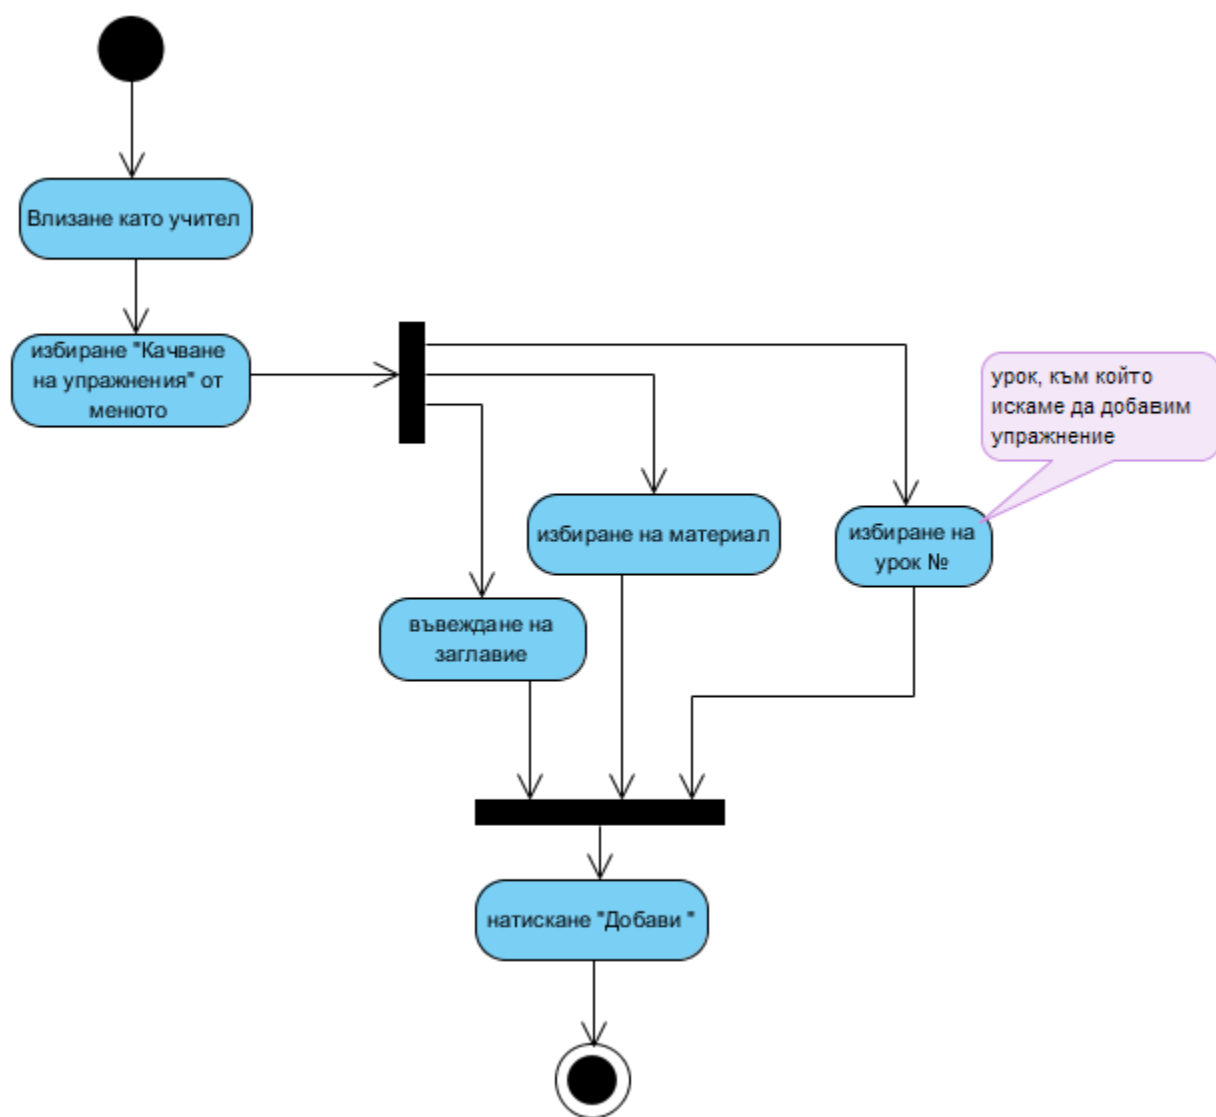 Влизане като учител
избиране "Качване
на упражнения" от
менюто
урок, към който
искаме да добавим
упражнение
избиране на материал
избиране на
урок №
въвеждане на
заглавие
натискане "Добави "